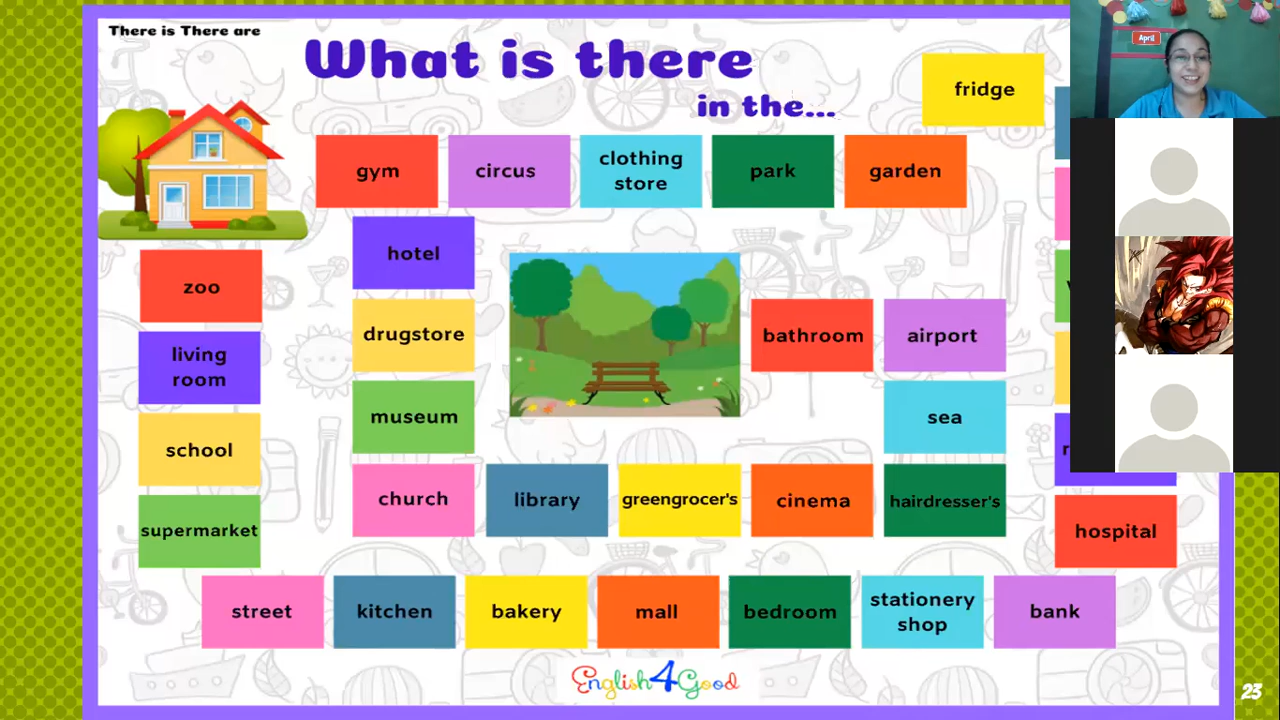 There is There are
What is there
in the...
fridge
April
gym
circus
clothing
store
park
garden
hotel
zoo
drugstore
bathroom
airport
living
room
museum
sea
school
church
library
greengrocer's
cinema
hairdresser's
supermarket
hospital
street
kitchen
bakery
mall
bedroom
stationery
shop
bank
English4Good
23